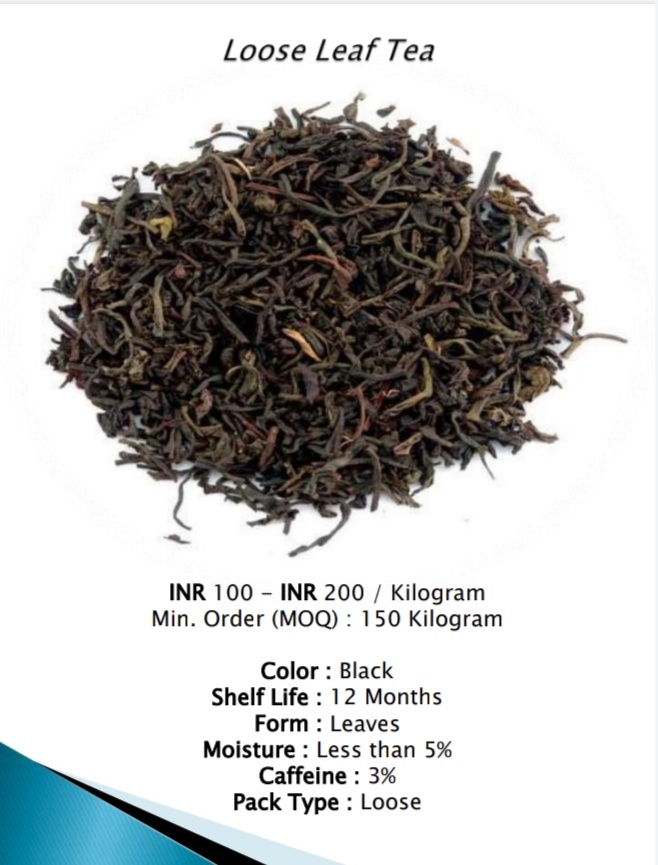 Loose Leaf Tea
INR 100 - INR 200 / Kilogram
Min. Order (MOQ) : 150 Kilogram
Color : Black
Shelf Life : 12 Months
Form : Leaves
Moisture : Less than 5%
Caffeine : 3%
Pack Type : Loose